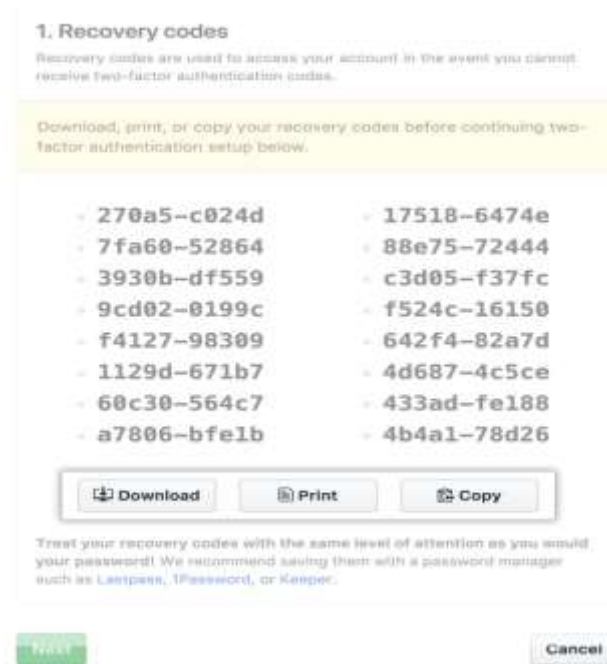 1. Recovery codes
Recovery codes are used to access your account in the event you cannot
receive two-factor authentication codes.
Download, print, or copy your recovery codes before continuing two-
factor authentication setup below.
270a5-c024d 17518-6474e
7fa60-52864 88e75-72444
3930b-df559 c3d05-f37fc
9cd02-0199c f524c-16150
f4127-98309 642f4-82a7d
1129d-671b7 4d687-4c5ce
60c30-564c7 433ad-fe188
a7806-bfe1b 4b4a1-78d26
Download Print Copy
Treat your recovery codes with the same level of attention as you would
your password! We recommend saving them with a password manager
such as Lastpass, 1Password, or Keeper.
Next Cancel